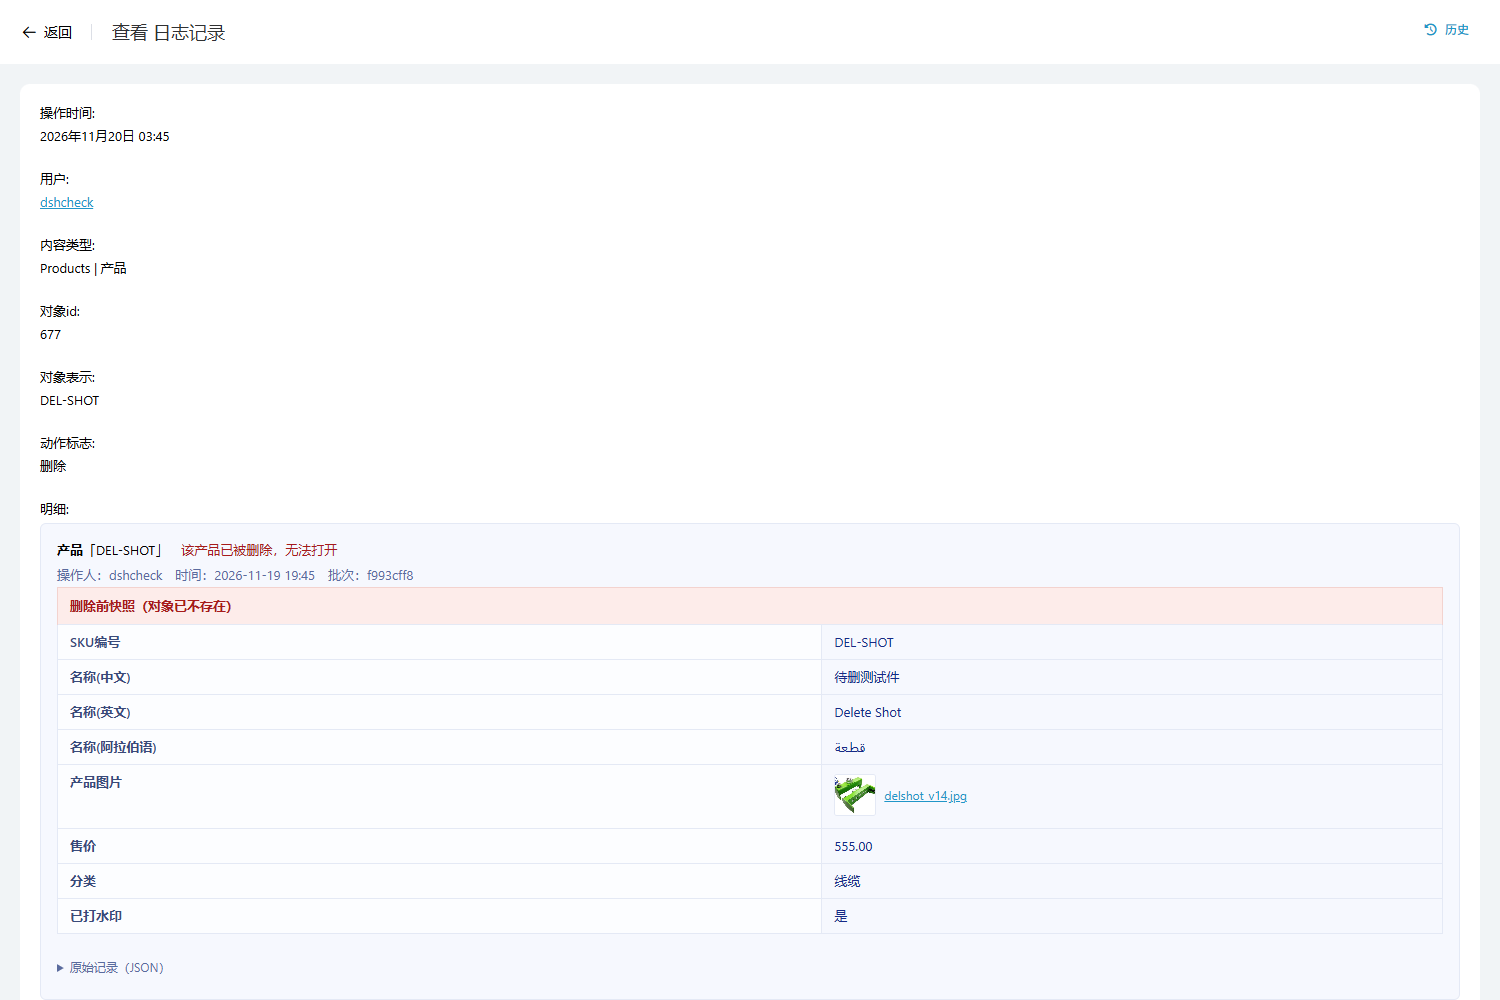 返回
查看 日志记录
历史
操作时间:
2026年11月20日 03:45
用户:
dshcheck
内容类型:
Products | 产品
对象id:
677
对象表示:
DEL-SHOT
动作标志:
删除
明细:
产品「DEL-SHOT」 该产品已被删除，无法打开
操作人：dshcheck 时间：2026-11-19 19:45 批次：f993cff8
删除前快照（对象已不存在）
SKU编号 DEL-SHOT
名称(中文) 待删测试件
名称(英文) Delete Shot
名称(阿拉伯语) قطعة
产品图片 delshot_v14.jpg
售价 555.00
分类 线缆
已打水印 是
原始记录（JSON）